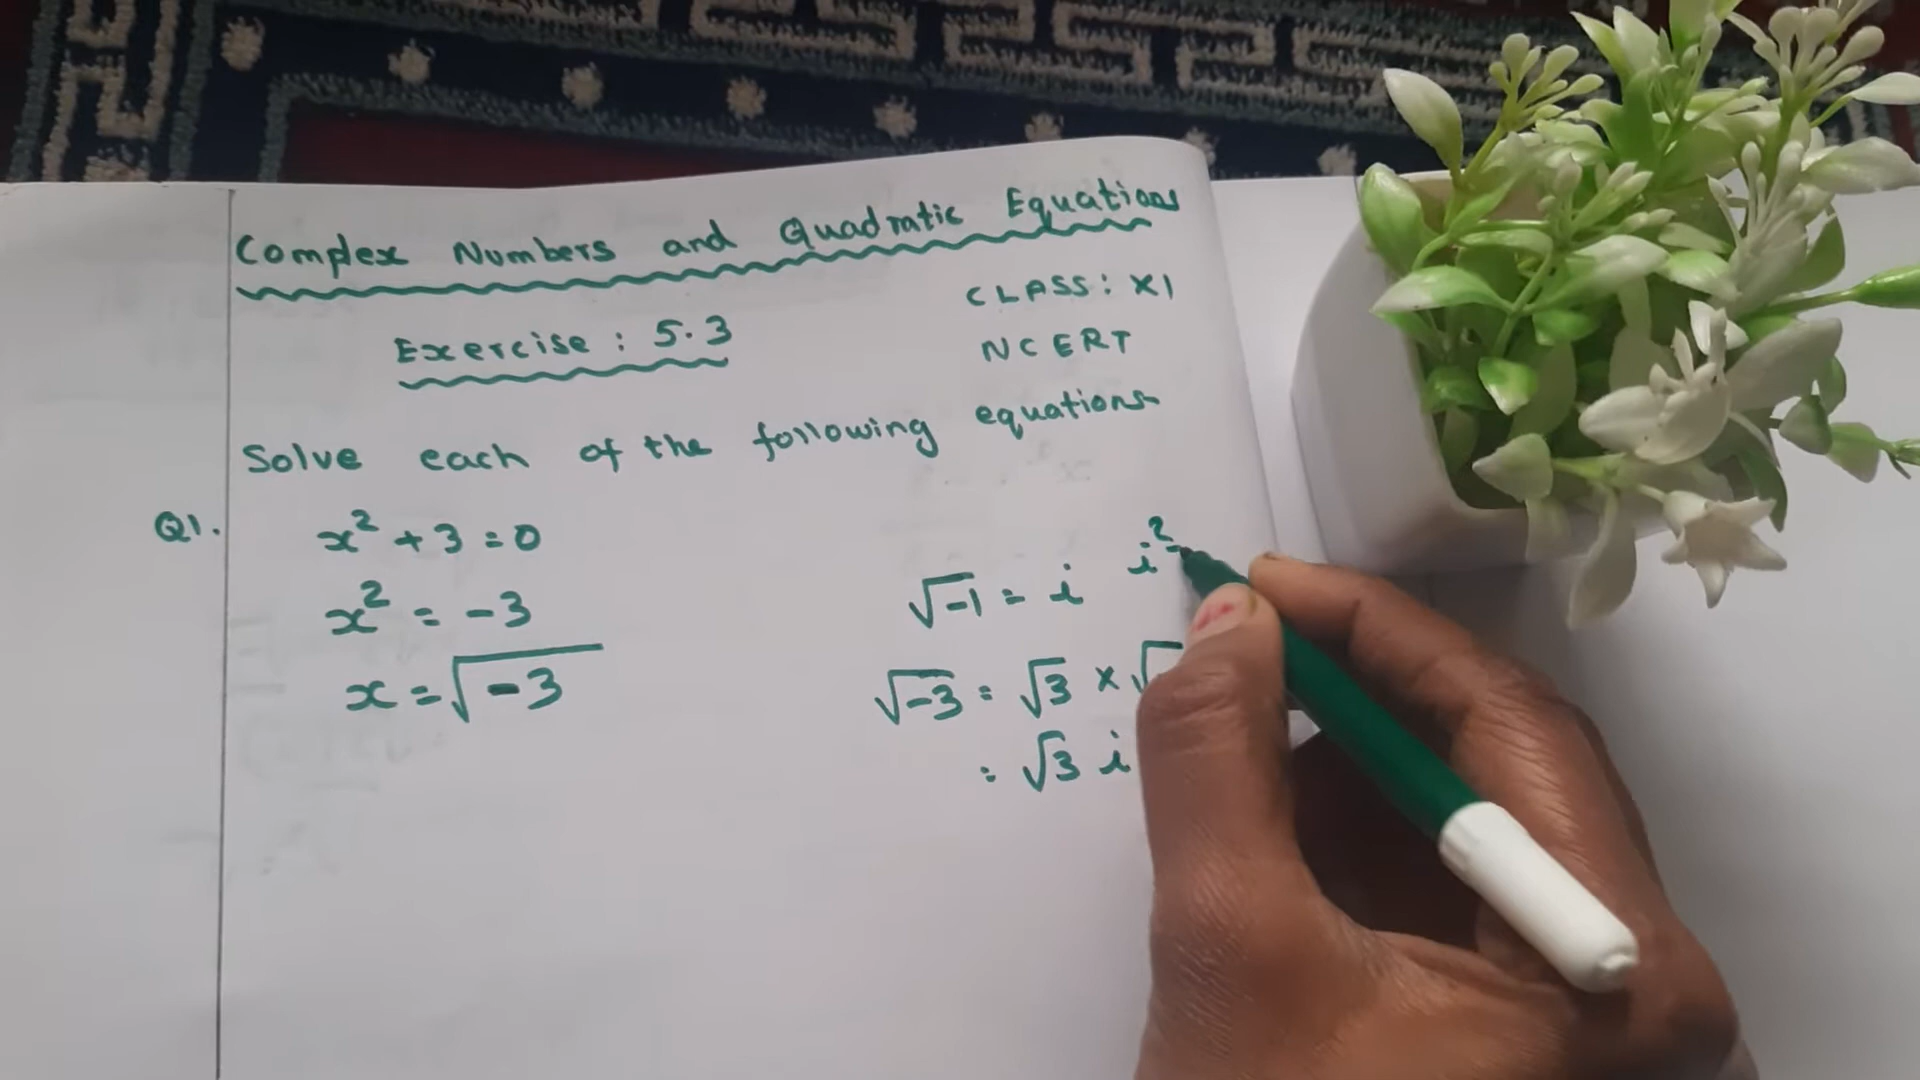 Complex Numbers and Quadratic Equations
CLASS: XI
Exercise : 5.3
NCERT
Solve each of the following equations
Q1. x² + 3 = 0
x² = -3
x = √-3
√-1 = i
i²
√-3 = √3 × √
= √3 i